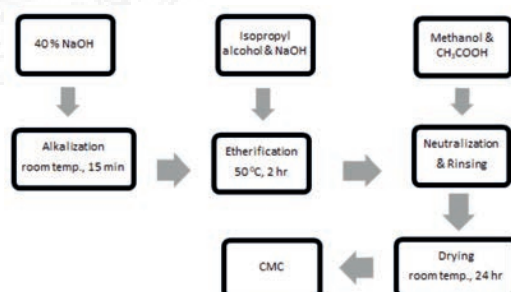 40% NaOH
Isopropyl
alcohol & NaOH
Methanol &
CH₃COOH
Alkalization
room temp., 15 min
Etherification
50 ⁰C, 2 hr
Neutralization
& Rinsing
CMC
Drying
room temp., 24 hr